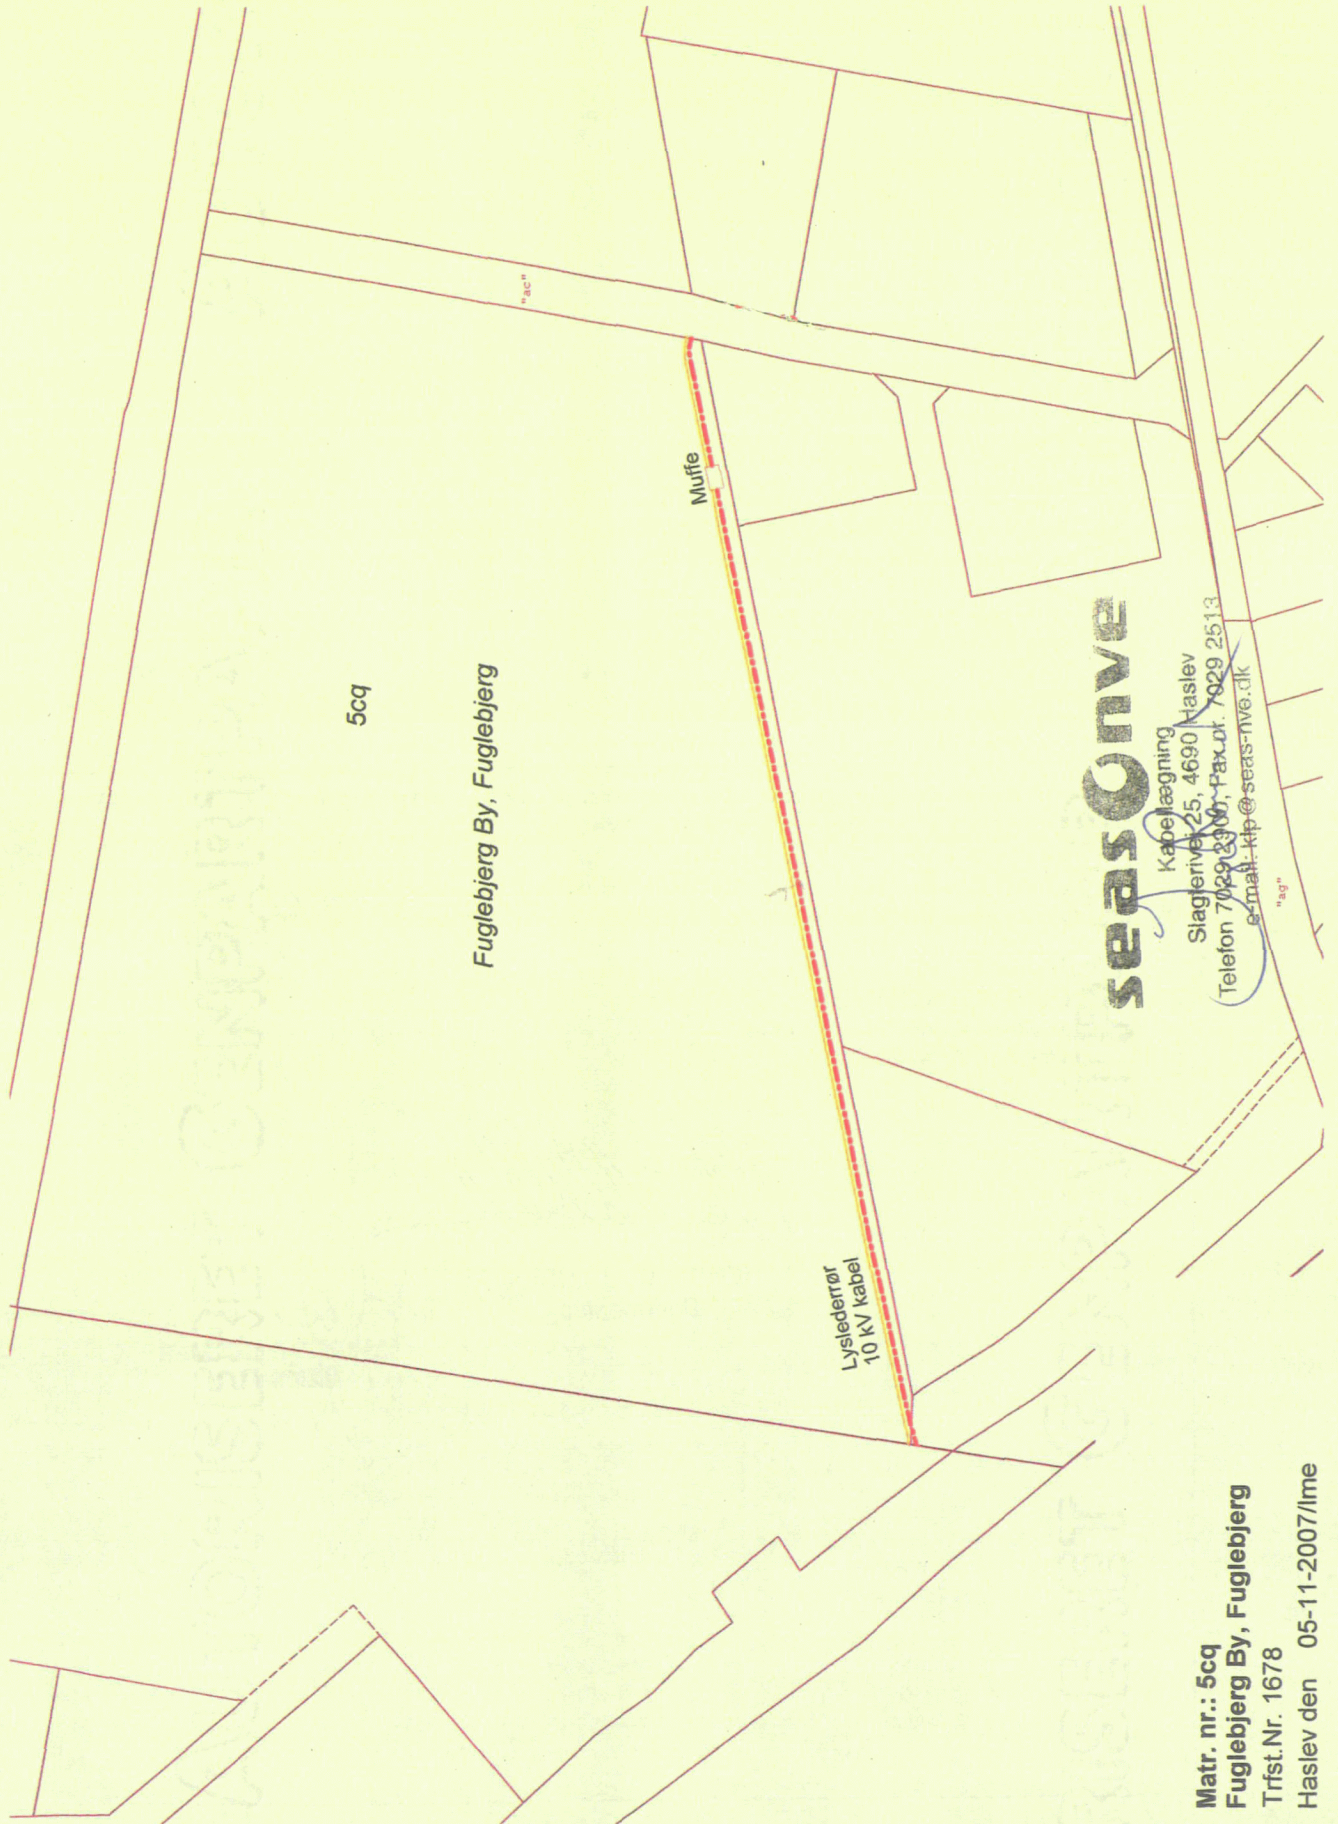 "ac"
Muffe
5cq
Fuglebjerg By, Fuglebjerg
Lyslederrør
10 kV kabel
seas nve
Kabellægning
Slagterivej 25, 4690 Haslev
Telefon 7029 2900, Fax nr. 7029 2513
e-mail: klp@seas-nve.dk
"ag"
Matr. nr.: 5cq
Fuglebjerg By, Fuglebjerg
Trfst.Nr. 1678
Haslev den 05-11-2007/lme